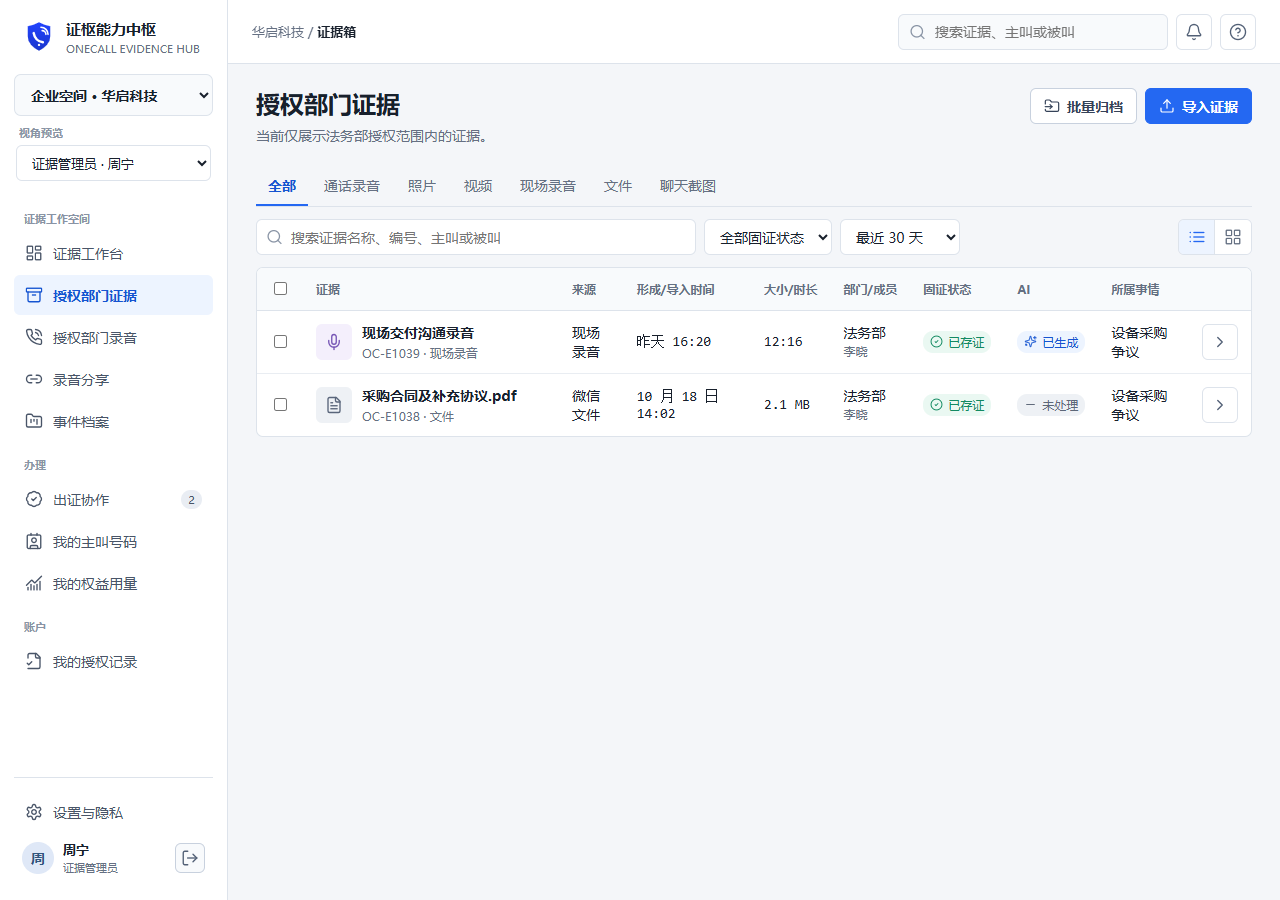 证枢能力中枢
ONECALL EVIDENCE HUB
企业空间 • 华启科技
视角预览
证据管理员 · 周宁
证据工作空间
证据工作台
授权部门证据
授权部门录音
录音分享
事件档案
办理
出证协作 2
我的主叫号码
我的权益用量
账户
我的授权记录
设置与隐私
周 周宁
证据管理员
华启科技 / 证据箱
搜索证据、主叫或被叫
授权部门证据
当前仅展示法务部授权范围内的证据。
批量归档 导入证据
全部 通话录音 照片 视频 现场录音 文件 聊天截图
搜索证据名称、编号、主叫或被叫 全部固证状态 最近 30 天
证据 来源 形成/导入时间 大小/时长 部门/成员 固证状态 AI 所属事情
现场交付沟通录音
OC-E1039 · 现场录音
现场
录音
昨天 16:20
12:16
法务部
李晓
已存证
已生成
设备采购
争议
采购合同及补充协议.pdf
OC-E1038 · 文件
微信
文件
10 月 18 日
14:02
2.1 MB
法务部
李晓
已存证
未处理
设备采购
争议